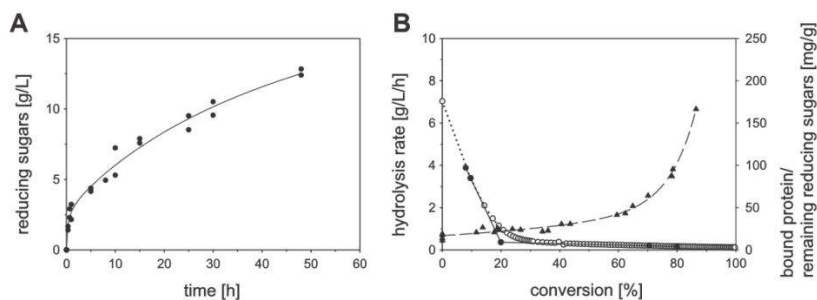 A
15
10
5
0
reducing sugars [g/L]
0 10 20 30 40 50 60
time [h]
B
10
8
6
4
2
0
hydrolysis rate [g/L/h]
0 20 40 60 80 100
conversion [%]
250
200
150
100
50
0
bound protein/
remaining reducing sugars [mg/g]